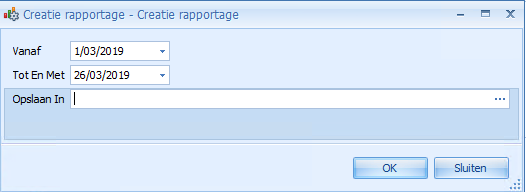 Creatie rapportage - Creatie rapportage
Vanaf 1/03/2019
Tot En Met 26/03/2019
Opslaan In ...
OK Sluiten